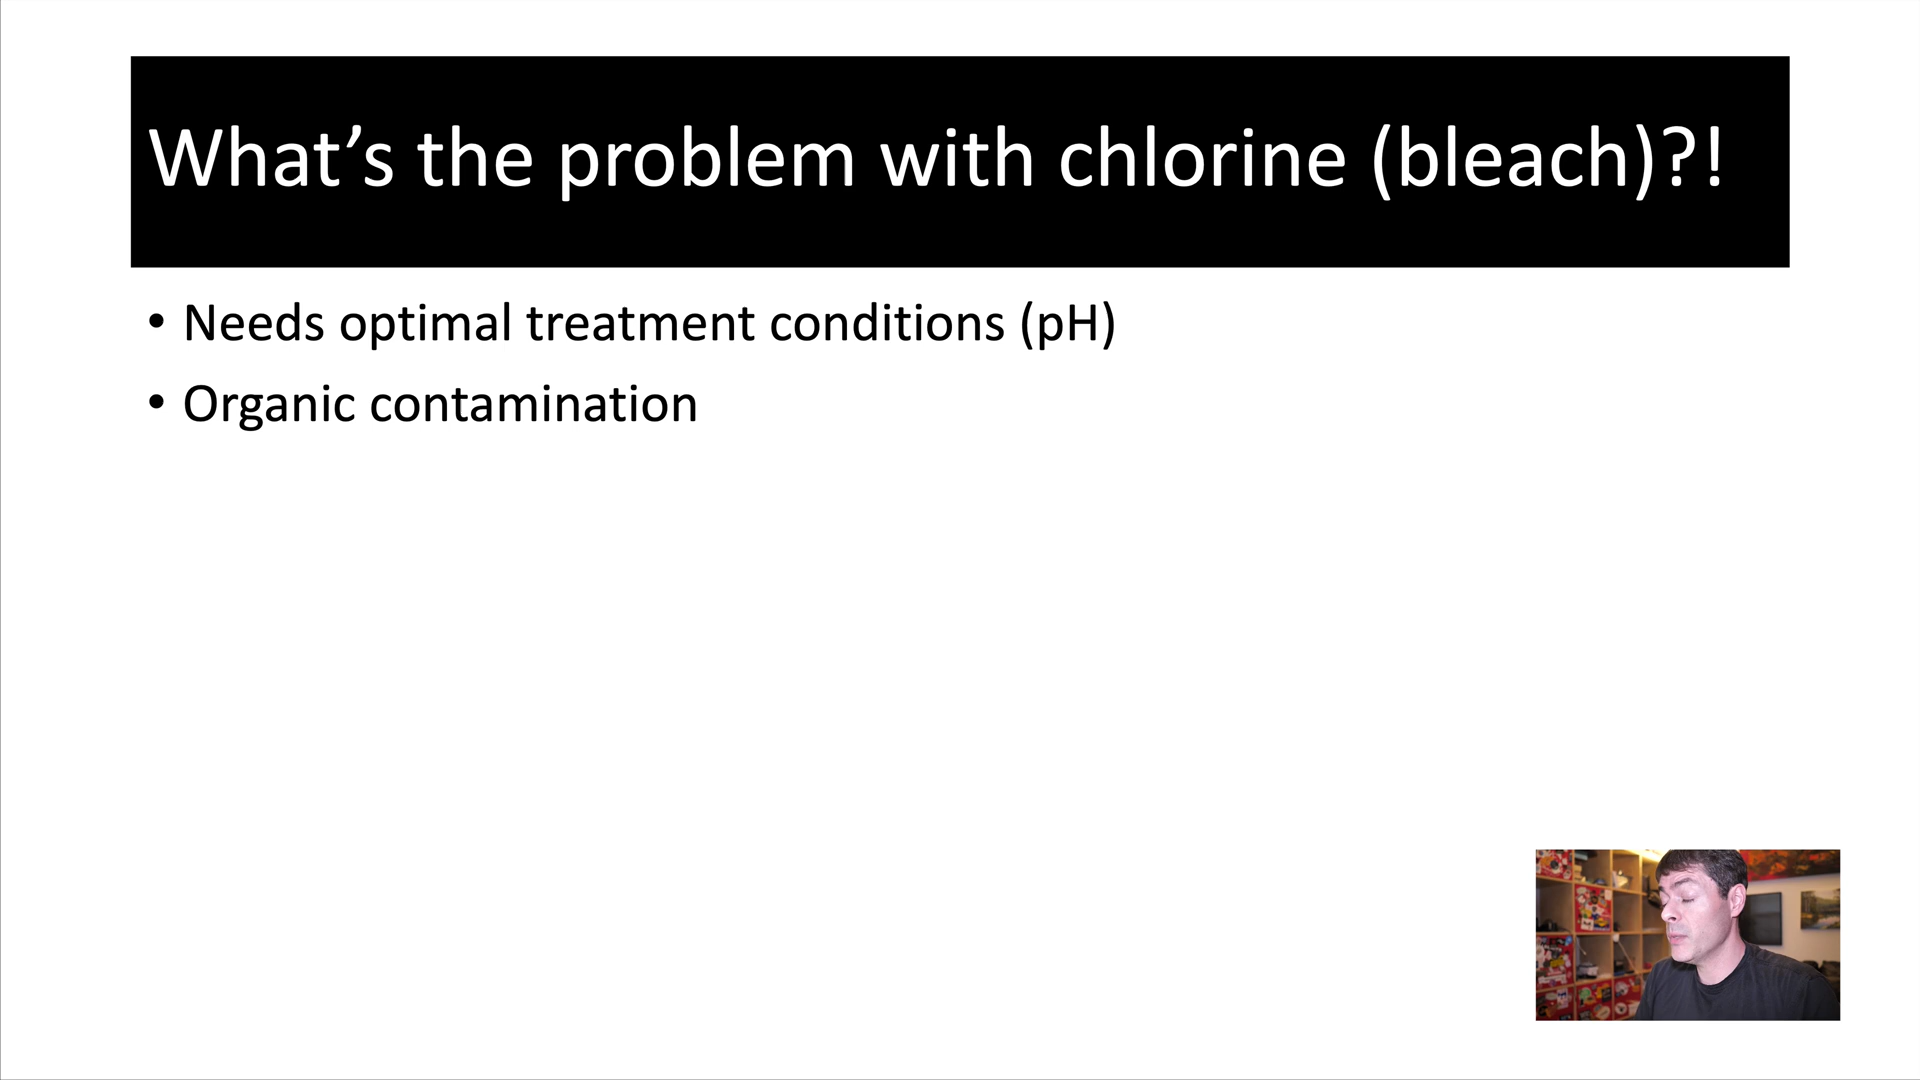 What’s the problem with chlorine (bleach)?!
• Needs optimal treatment conditions (pH)
• Organic contamination